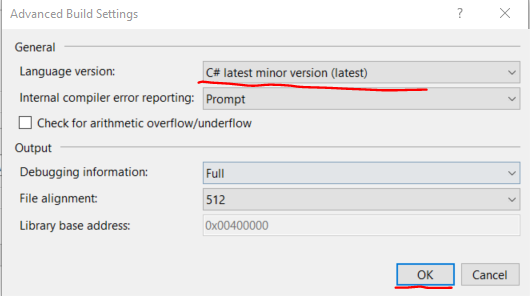 Advanced Build Settings ? ×
General
Language version: C# latest minor version (latest)
Internal compiler error reporting: Prompt
Check for arithmetic overflow/underflow
Output
Debugging information: Full
File alignment: 512
Library base address: 0x00400000
OK Cancel